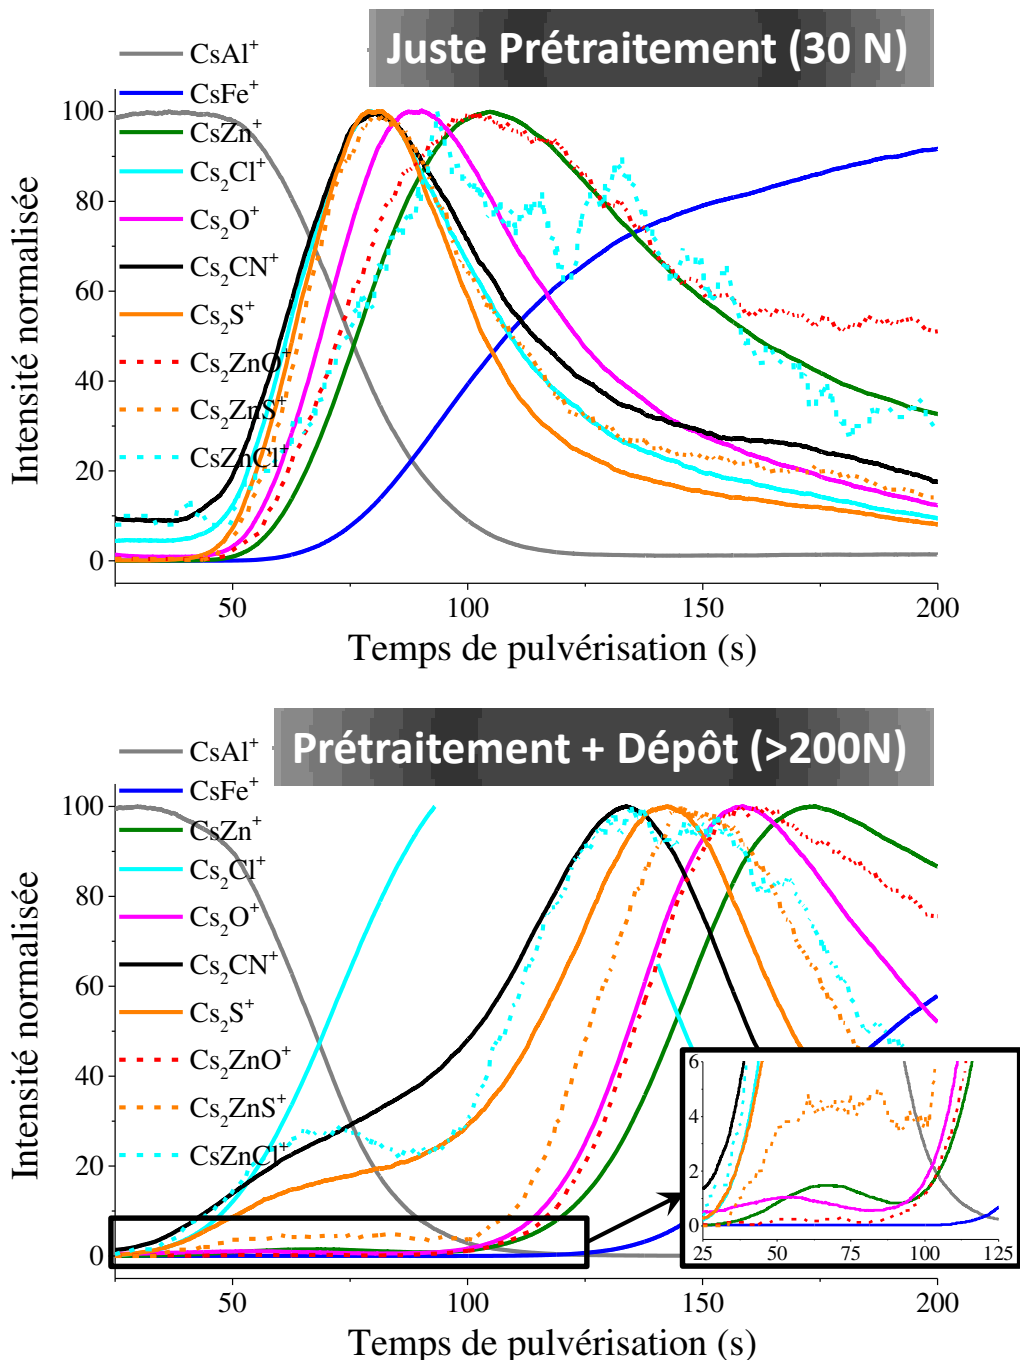 Juste Prétraitement (30 N)
CsAl⁺
CsFe⁺
CsZn⁺
Cs₂Cl⁺
Cs₂O⁺
Cs₂CN⁺
Cs₂S⁺
Cs₂ZnO⁺
Cs₂ZnS⁺
CsZnCl⁺
Intensité normalisée
100
80
60
40
20
0
50 100 150 200
Temps de pulvérisation (s)
Prétraitement + Dépôt (>200N)
CsAl⁺
CsFe⁺
CsZn⁺
Cs₂Cl⁺
Cs₂O⁺
Cs₂CN⁺
Cs₂S⁺
Cs₂ZnO⁺
Cs₂ZnS⁺
CsZnCl⁺
Intensité normalisée
100
80
60
40
20
0
6
4
2
0
25 50 75 100 125
50 100 150 200
Temps de pulvérisation (s)